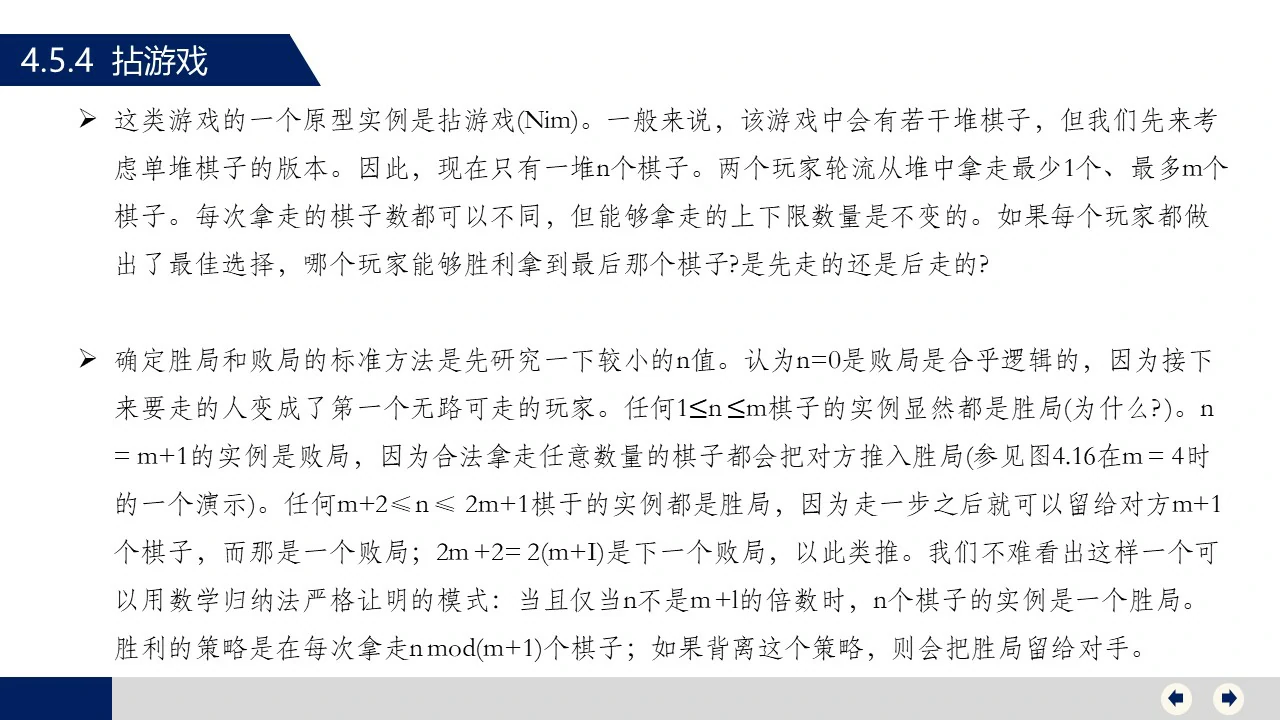 4.5.4 拈游戏
➢ 这类游戏的一个原型实例是拈游戏(Nim)。一般来说，该游戏中会有若干堆棋子，但我们先来考
虑单堆棋子的版本。因此，现在只有一堆n个棋子。两个玩家轮流从堆中拿走最少1个、最多m个
棋子。每次拿走的棋子数都可以不同，但能够拿走的上下限数量是不变的。如果每个玩家都做
出了最佳选择，哪个玩家能够胜利拿到最后那个棋子?是先走的还是后走的?
➢ 确定胜局和败局的标准方法是先研究一下较小的n值。认为n=0是败局是合乎逻辑的，因为接下
来要走的人变成了第一个无路可走的玩家。任何1≤n ≤m棋子的实例显然都是胜局(为什么?)。n
= m+1的实例是败局，因为合法拿走任意数量的棋子都会把对方推入胜局(参见图4.16在m = 4时
的一个演示)。任何m+2≤n ≤ 2m+1棋于的实例都是胜局，因为走一步之后就可以留给对方m+1
个棋子，而那是一个败局；2m +2= 2(m+I)是下一个败局，以此类推。我们不难看出这样一个可
以用数学归纳法严格让明的模式：当且仅当n不是m +l的倍数时，n个棋子的实例是一个胜局。
胜利的策略是在每次拿走n mod(m+1)个棋子；如果背离这个策略，则会把胜局留给对手。